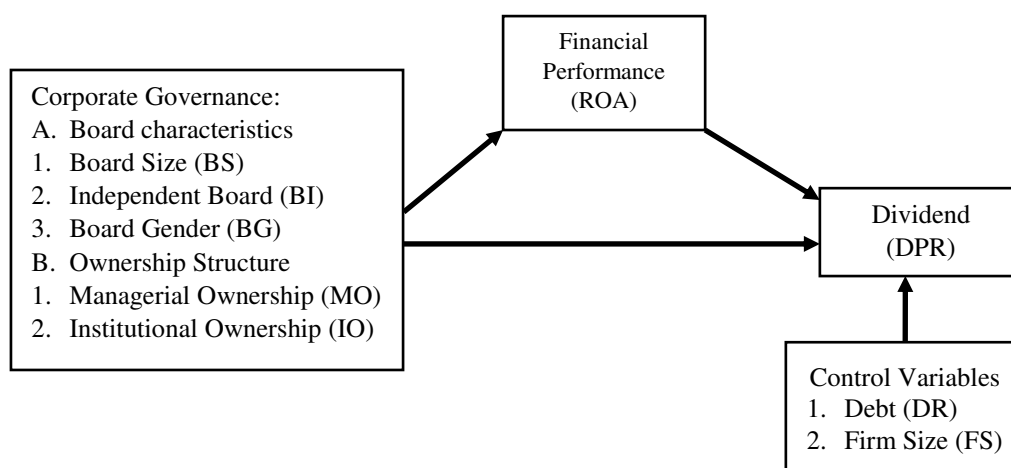 Financial
Performance
(ROA)
Corporate Governance:
A. Board characteristics
1. Board Size (BS)
2. Independent Board (BI)
3. Board Gender (BG)
B. Ownership Structure
1. Managerial Ownership (MO)
2. Institutional Ownership (IO)
Dividend
(DPR)
Control Variables
1. Debt (DR)
2. Firm Size (FS)